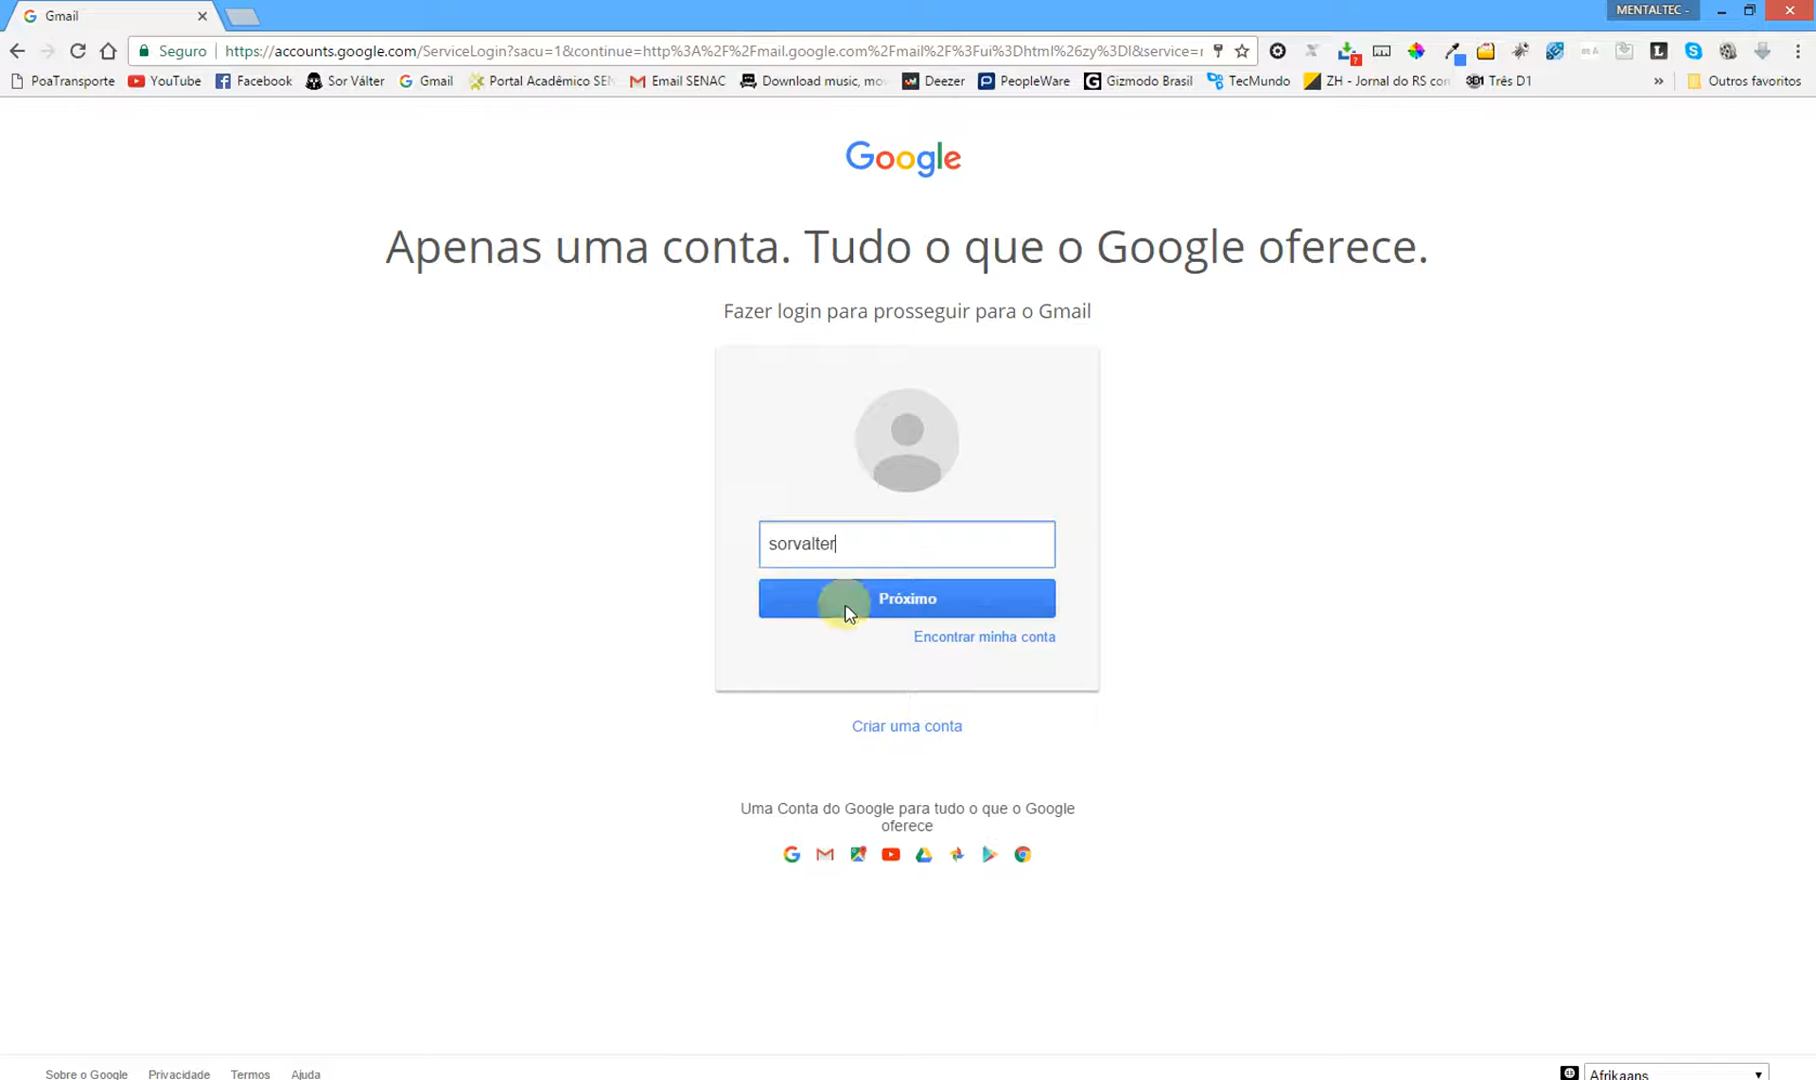 Gmail
MENTALTEC -
Seguro
https://accounts.google.com/ServiceLogin?sacu=1&continue=http%3A%2F%2Fmail.google.com%2Fmail%2F%3Fui%3Dhtml%26zy%3Dl&service=r
PoaTransporte YouTube Facebook Sor Válter Gmail Portal Acadêmico SEN Email SENAC Download music, mo Deezer PeopleWare Gizmodo Brasil TecMundo ZH - Jornal do RS con Três D1 » Outros favoritos
Google
Apenas uma conta. Tudo o que o Google oferece.
Fazer login para prosseguir para o Gmail
sorvalter
Próximo
Encontrar minha conta
Criar uma conta
Uma Conta do Google para tudo o que o Google
oferece
Sobre o Google Privacidade Termos Ajuda Afrikaans